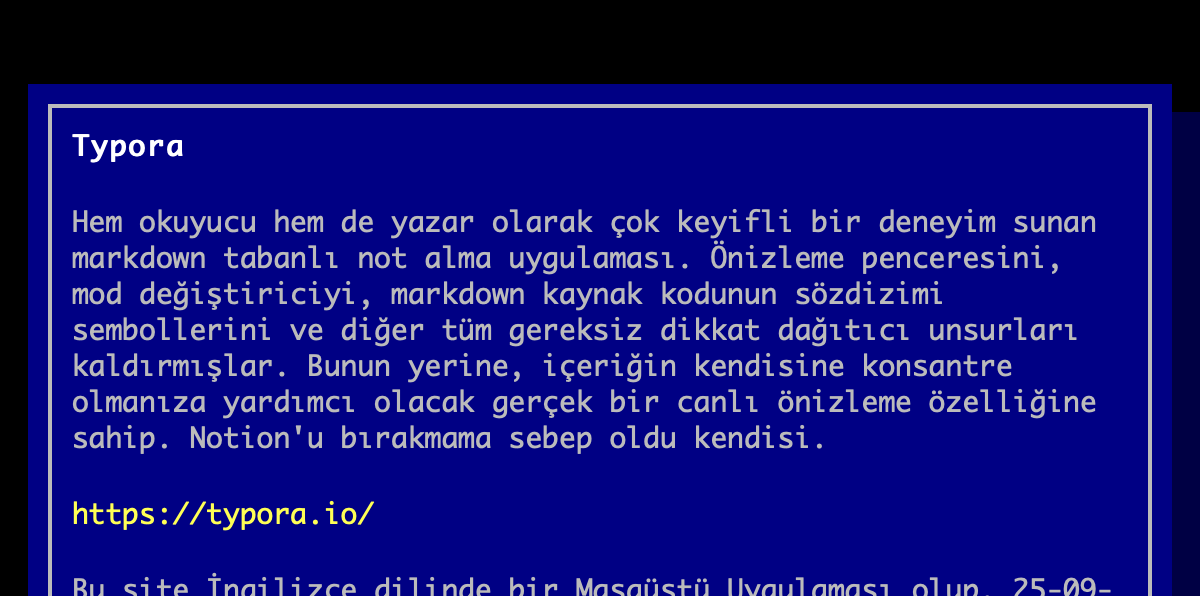 Typora
Hem okuyucu hem de yazar olarak çok keyifli bir deneyim sunan
markdown tabanlı not alma uygulaması. Önizleme penceresini,
mod değiştiriciyi, markdown kaynak kodunun sözdizimi
sembollerini ve diğer tüm gereksiz dikkat dağıtıcı unsurları
kaldırmışlar. Bunun yerine, içeriğin kendisine konsantre
olmanıza yardımcı olacak gerçek bir canlı önizleme özelliğine
sahip. Notion'u bırakmama sebep oldu kendisi.
https://typora.io/
Bu site İngilizce dilinde bir Masaüstü Uygulaması olup, 25-09-